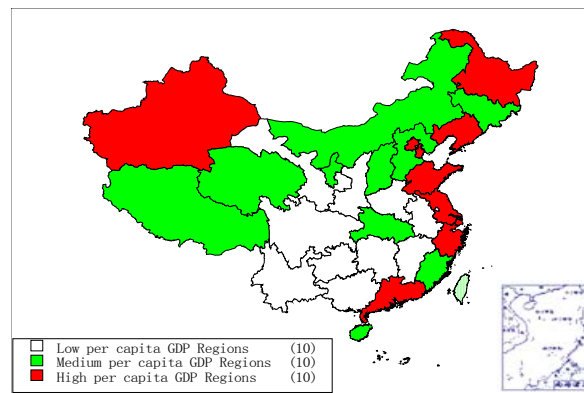 Low per capita GDP Regions (10)
Medium per capita GDP Regions (10)
High per capita GDP Regions (10)